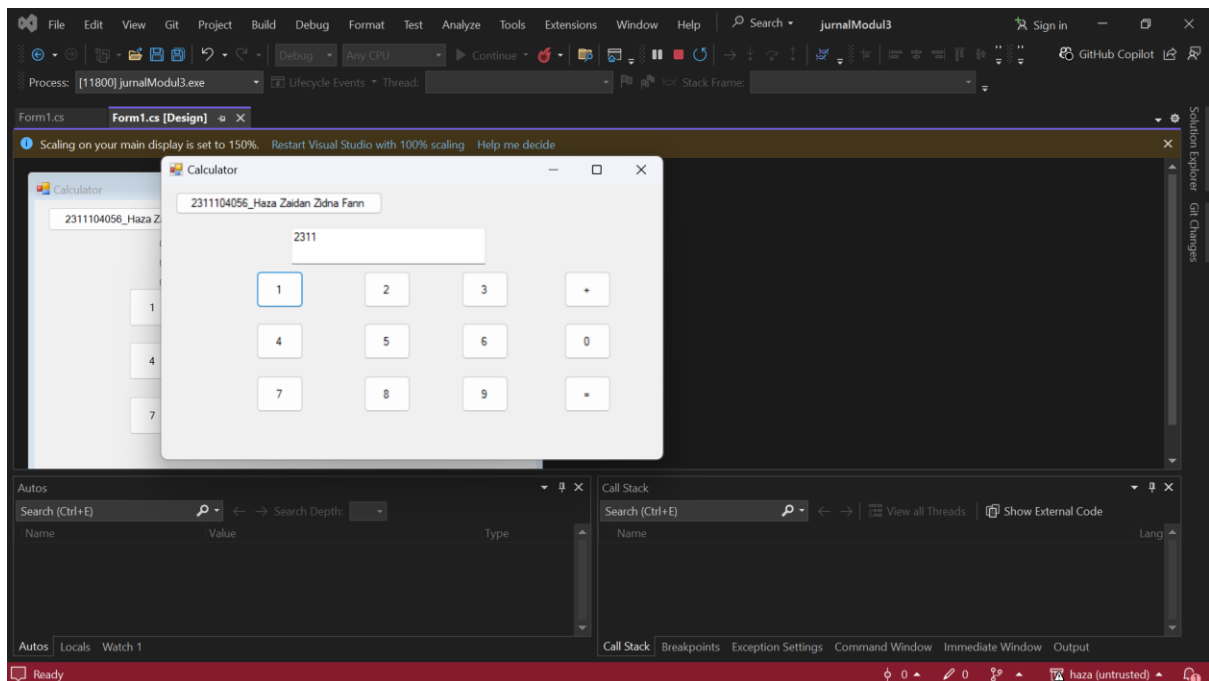 File Edit View Git Project Build Debug Format Test Analyze Tools Extensions Window Help Search jurnalModul3 Sign in
Debug Any CPU Continue GitHub Copilot
Process: [11800] jurnalModul3.exe Lifecycle Events Thread: Stack Frame:
Form1.cs Form1.cs [Design]
Scaling on your main display is set to 150%. Restart Visual Studio with 100% scaling Help me decide
Calculator
2311104056_Haza Z
1
4
7
Calculator
2311104056_Haza Zaidan Zidna Fann
2311
1 2 3 +
4 5 6 0
7 8 9 =
Solution Explorer
Git Changes
Autos
Search (Ctrl+E) Search Depth:
Name Value Type
Autos Locals Watch 1
Call Stack
Search (Ctrl+E) View all Threads Show External Code
Name Lang
Call Stack Breakpoints Exception Settings Command Window Immediate Window Output
Ready 0 0 haza (untrusted) 1